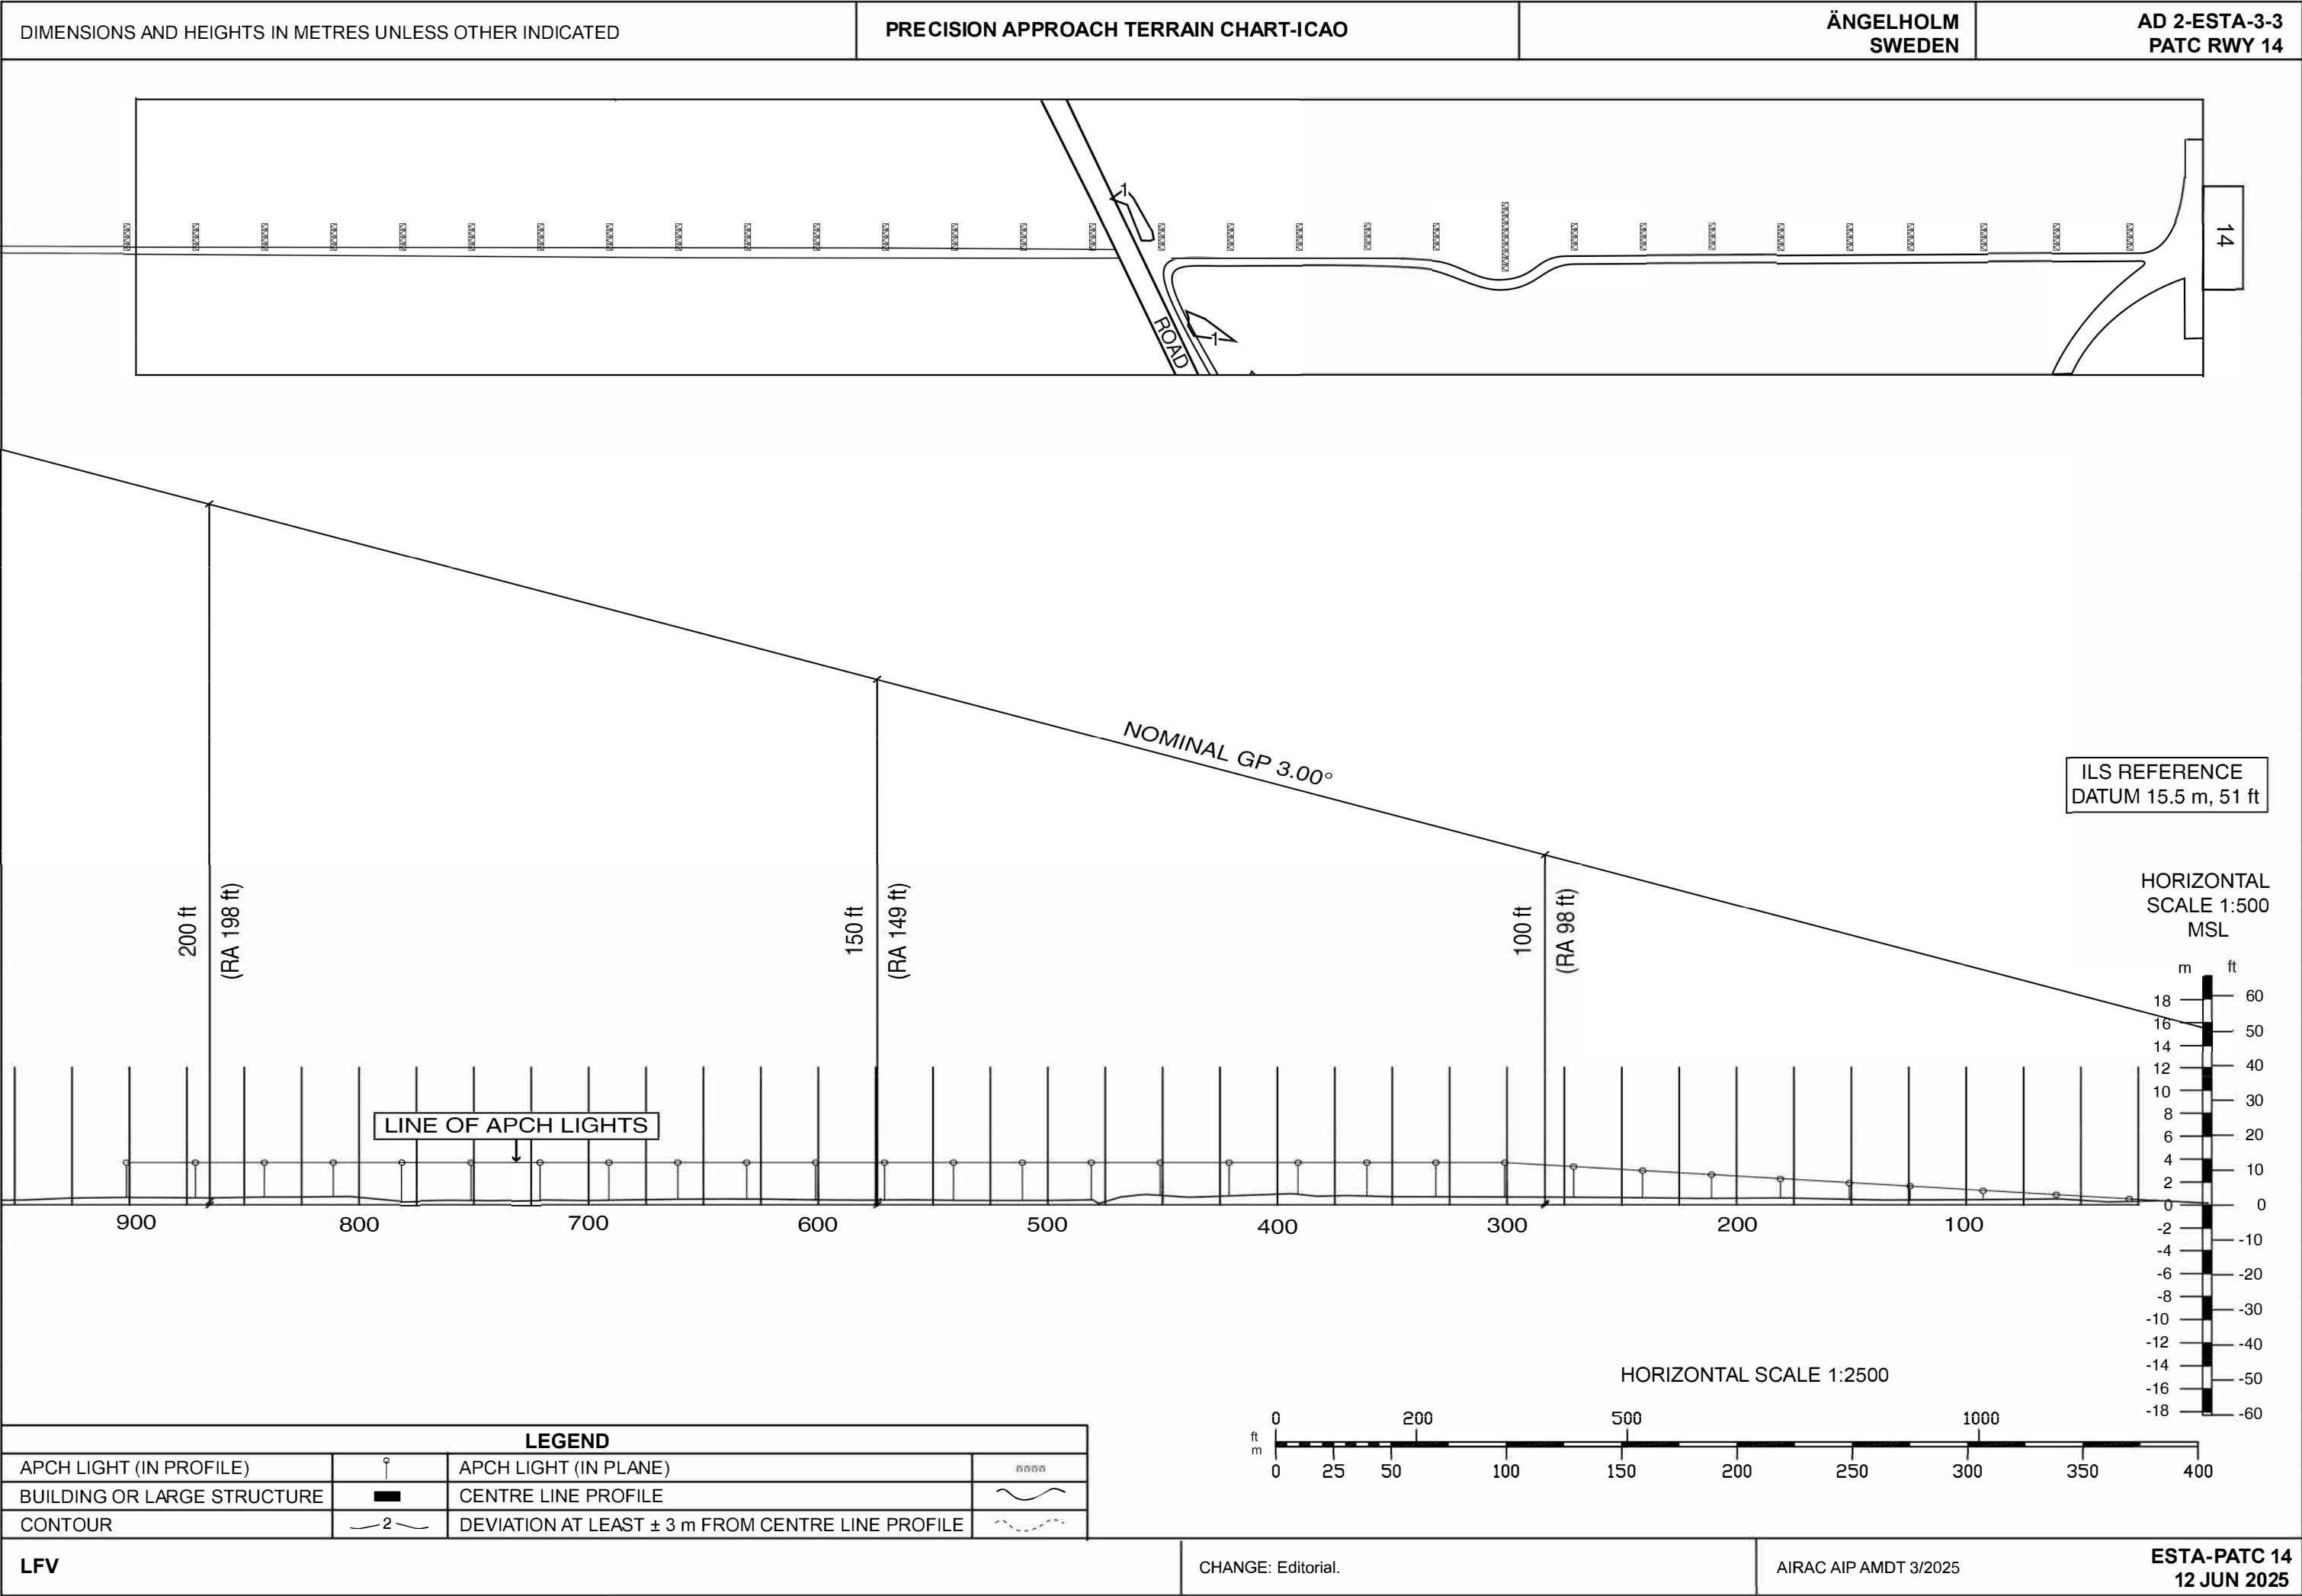 DIMENSIONS AND HEIGHTS IN METRES UNLESS OTHER INDICATED
PRECISION APPROACH TERRAIN CHART-ICAO
ÄNGELHOLM
SWEDEN
AD 2-ESTA-3-3
PATC RWY 14
1
14
ROAD
1
NOMINAL GP 3.00°
ILS REFERENCE
DATUM 15.5 m, 51 ft
200 ft
(RA 198 ft)
150 ft
(RA 149 ft)
100 ft
(RA 98 ft)
HORIZONTAL
SCALE 1:500
MSL
m ft
18 60
16 50
14
12 40
10 30
8
6 20
4 10
2
0 0
-2 -10
-4
-6 -20
-8 -30
-10
-12 -40
-14 -50
-16
-18 -60
LINE OF APCH LIGHTS
900 800 700 600 500 400 300 200 100
HORIZONTAL SCALE 1:2500
0 200 500 1000
ft
m
0 25 50 100 150 200 250 300 350 400
LEGEND
APCH LIGHT (IN PROFILE) APCH LIGHT (IN PLANE)
BUILDING OR LARGE STRUCTURE CENTRE LINE PROFILE
CONTOUR 2 DEVIATION AT LEAST ± 3 m FROM CENTRE LINE PROFILE
LFV
CHANGE: Editorial.
AIRAC AIP AMDT 3/2025
ESTA-PATC 14
12 JUN 2025